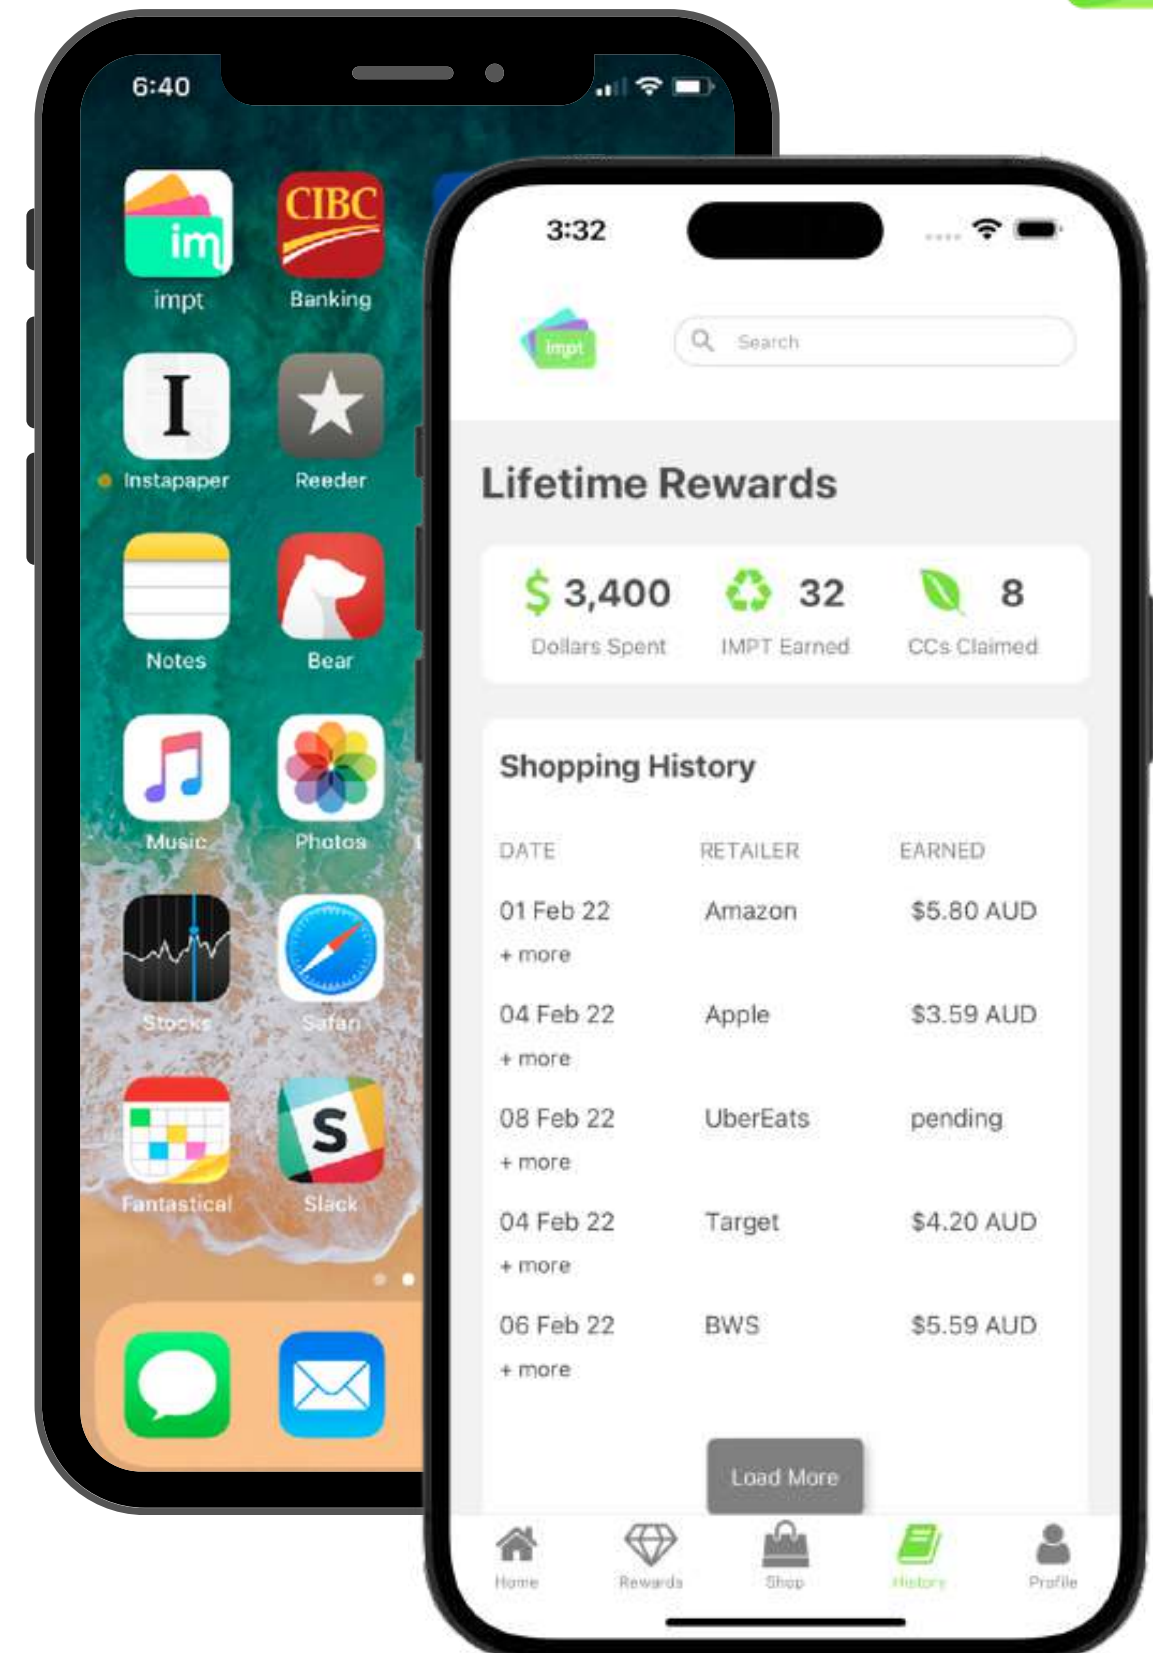 6:40
im
impt
CIBC
Banking
I
Instapaper
Reeder
Notes
Bear
Music
Photos
Stocks
Safari
Fantastical
S
Slack
3:32
impt
Search
Lifetime Rewards
$ 3,400 32 8
Dollars Spent IMPT Earned CCs Claimed
Shopping History
DATE RETAILER EARNED
01 Feb 22 Amazon $5.80 AUD
+ more
04 Feb 22 Apple $3.59 AUD
+ more
08 Feb 22 UberEats pending
+ more
04 Feb 22 Target $4.20 AUD
+ more
06 Feb 22 BWS $5.59 AUD
+ more
Load More
Home Rewards Shop History Profile